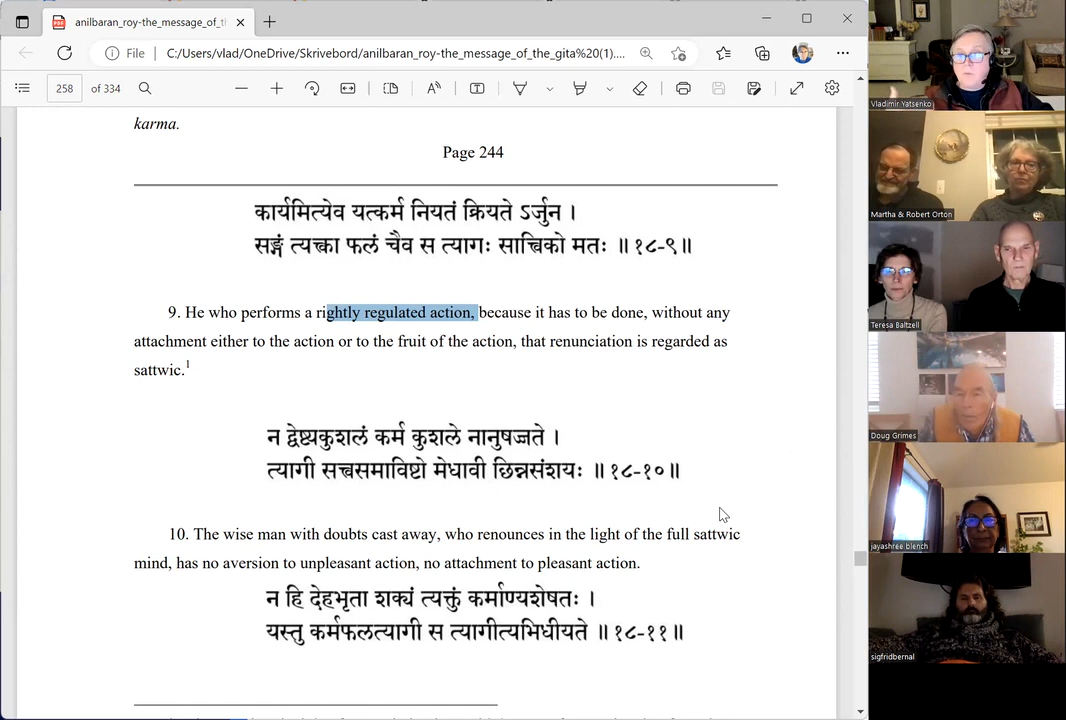 anilbaran_roy-the_message_of_th
File
C:/Users/vlad/OneDrive/Skrivebord/anilbaran_roy-the_message_of_the_gita%20(1)....
258
of 334
karma.
Page 244
कार्यमित्येव यत्कर्म नियतं क्रियते ऽर्जुन ।
सङ्गं त्यक्त्वा फलं चैव स त्यागः सात्त्विको मतः ॥१८-९॥
9. He who performs a rightly regulated action, because it has to be done, without any
attachment either to the action or to the fruit of the action, that renunciation is regarded as
sattwic.1
न द्वेष्ट्यकुशलं कर्म कुशले नानुषज्जते ।
त्यागी सत्त्वसमाविष्टो मेधावी छिन्नसंशयः ॥१८-१०॥
10. The wise man with doubts cast away, who renounces in the light of the full sattwic
mind, has no aversion to unpleasant action, no attachment to pleasant action.
न हि देहभृता शक्यं त्यक्तुं कर्माण्यशेषतः ।
यस्तु कर्मफलत्यागी स त्यागीत्यभिधीयते ॥१८-११॥
Vladimir Yatsenko
Martha & Robert Orton
Teresa Baltzell
Doug Grimes
jayashree blench
sigfridbernal